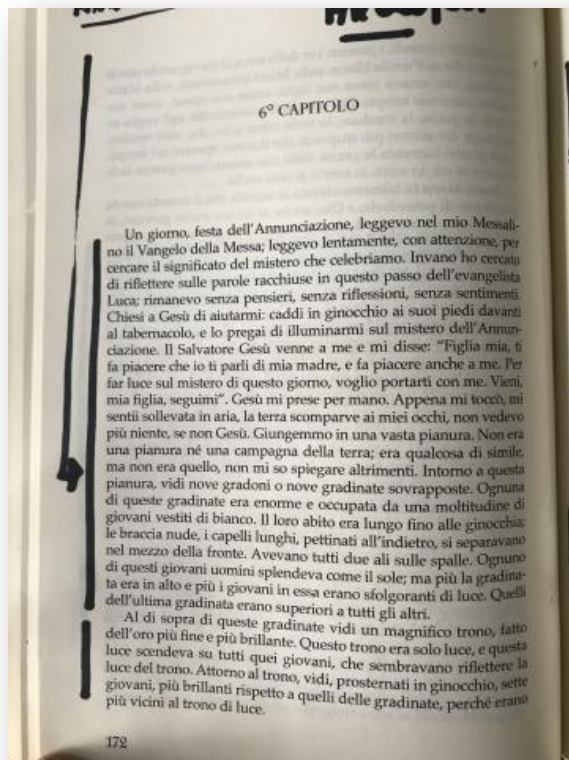 6° CAPITOLO
Un giorno, festa dell'Annunciazione, leggevo nel mio Messali-
no il Vangelo della Messa; leggevo lentamente, con attenzione, per
cercare il significato del mistero che celebriamo. Invano ho cercato
di riflettere sulle parole racchiuse in questo passo dell'evangelista
Luca; rimanevo senza pensieri, senza riflessioni, senza sentimenti.
Chiesi a Gesù di aiutarmi: caddi in ginocchio ai suoi piedi davanti
al tabernacolo, e lo pregai di illuminarmi sul mistero dell'Annun-
ciazione. Il Salvatore Gesù venne a me e mi disse: "Figlia mia, ti
fa piacere che io ti parli di mia madre, e fa piacere anche a me. Per
far luce sul mistero di questo giorno, voglio portarti con me. Vieni,
mia figlia, seguimi". Gesù mi prese per mano. Appena mi toccò, mi
sentii sollevata in aria, la terra scomparve ai miei occhi, non vedevo
più niente, se non Gesù. Giungemmo in una vasta pianura. Non era
una pianura né una campagna della terra; era qualcosa di simile,
ma non era quello, non mi so spiegare altrimenti. Intorno a questa
pianura, vidi nove gradoni o nove gradinate sovrapposte. Ognuna
di queste gradinate era enorme e occupata da una moltitudine di
giovani vestiti di bianco. Il loro abito era lungo fino alle ginocchia;
le braccia nude, i capelli lunghi, pettinati all'indietro, si separavano
nel mezzo della fronte. Avevano tutti due ali sulle spalle. Ognuno
di questi giovani uomini splendeva come il sole; ma più la gradina-
ta era in alto e più i giovani in essa erano sfolgoranti di luce. Quelli
dell'ultima gradinata erano superiori a tutti gli altri.
Al di sopra di queste gradinate vidi un magnifico trono, fatto
dell'oro più fine e più brillante. Questo trono era solo luce, e questa
luce scendeva su tutti quei giovani, che sembravano riflettere la
luce del trono. Attorno al trono, vidi, prosternati in ginocchio, sette
giovani, più brillanti rispetto a quelli delle gradinate, perché erano
più vicini al trono di luce.
172